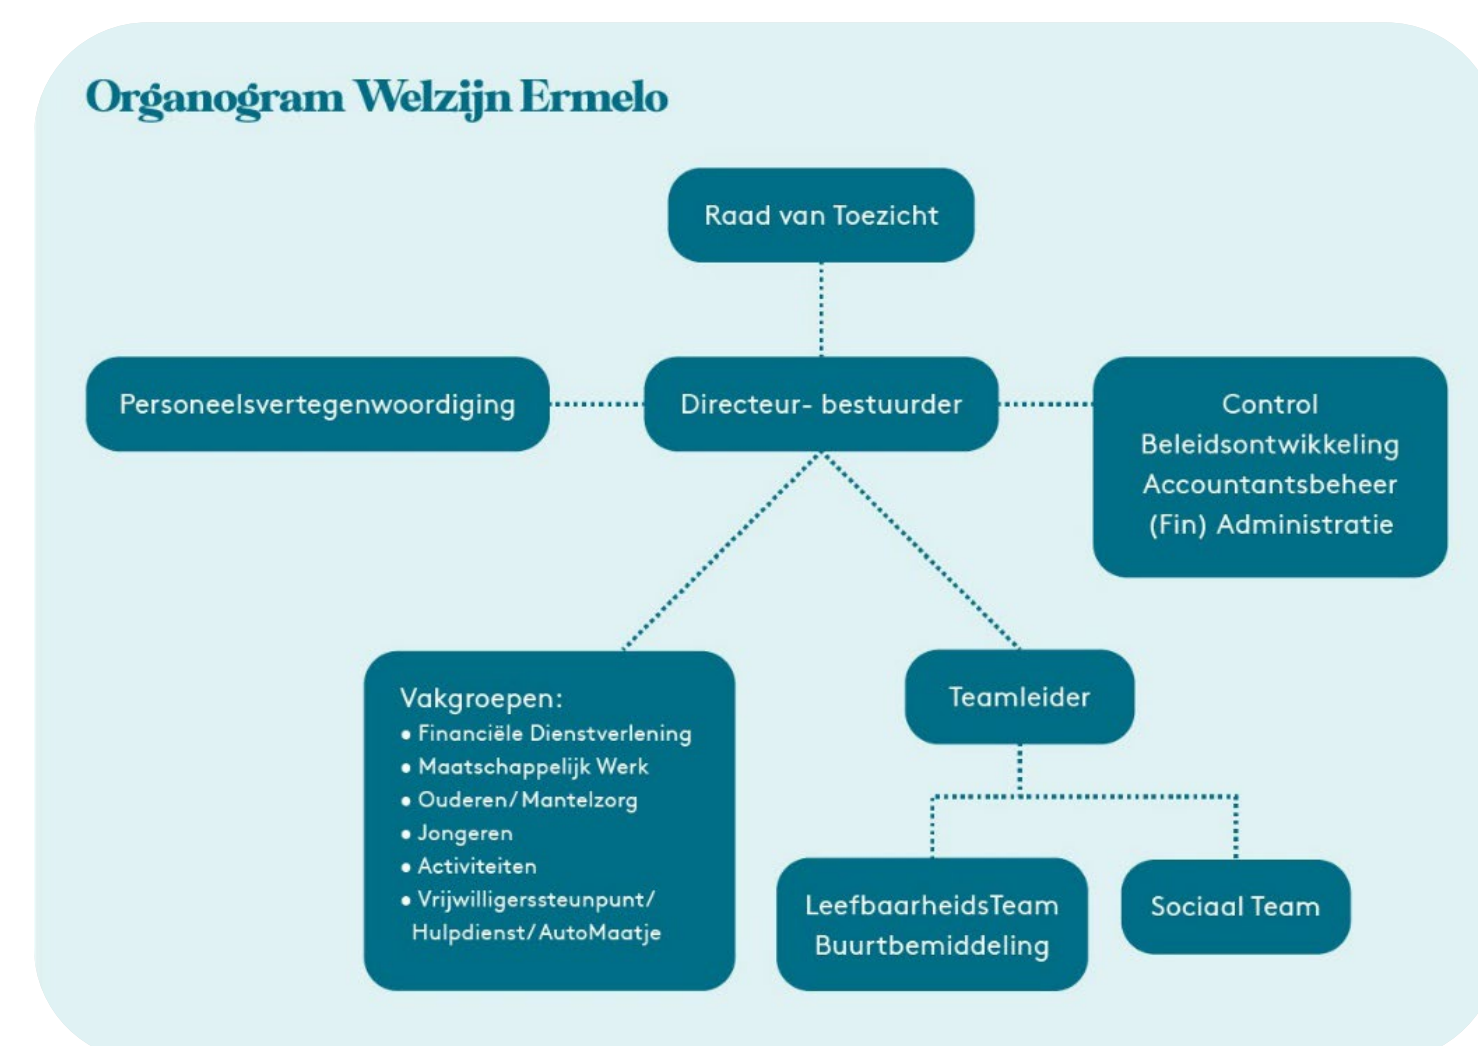 Organogram Welzijn Ermelo
Raad van Toezicht
Personeelsvertegenwoordiging
Directeur- bestuurder
Control
Beleidsontwikkeling
Accountantsbeheer
(Fin) Administratie
Vakgroepen:
• Financiële Dienstverlening
• Maatschappelijk Werk
• Ouderen/Mantelzorg
• Jongeren
• Activiteiten
• Vrijwilligerssteunpunt/
Hulpdienst/AutoMaatje
Teamleider
LeefbaarheidsTeam
Buurtbemiddeling
Sociaal Team